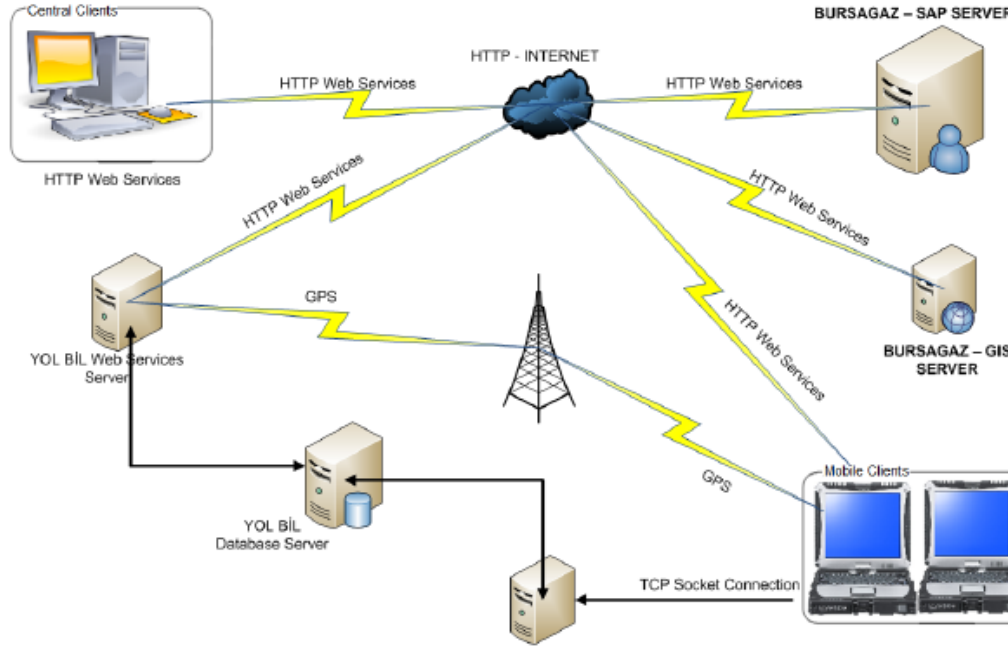 Central Clients
BURSAGAZ – SAP SERVER
HTTP - INTERNET
HTTP Web Services
HTTP Web Services
HTTP Web Services
HTTP Web Services
HTTP Web Services
HTTP Web Services
GPS
YOL BİL Web Services
Server
BURSAGAZ – GIS
SERVER
GPS
Mobile Clients
YOL BİL
Database Server
TCP Socket Connection